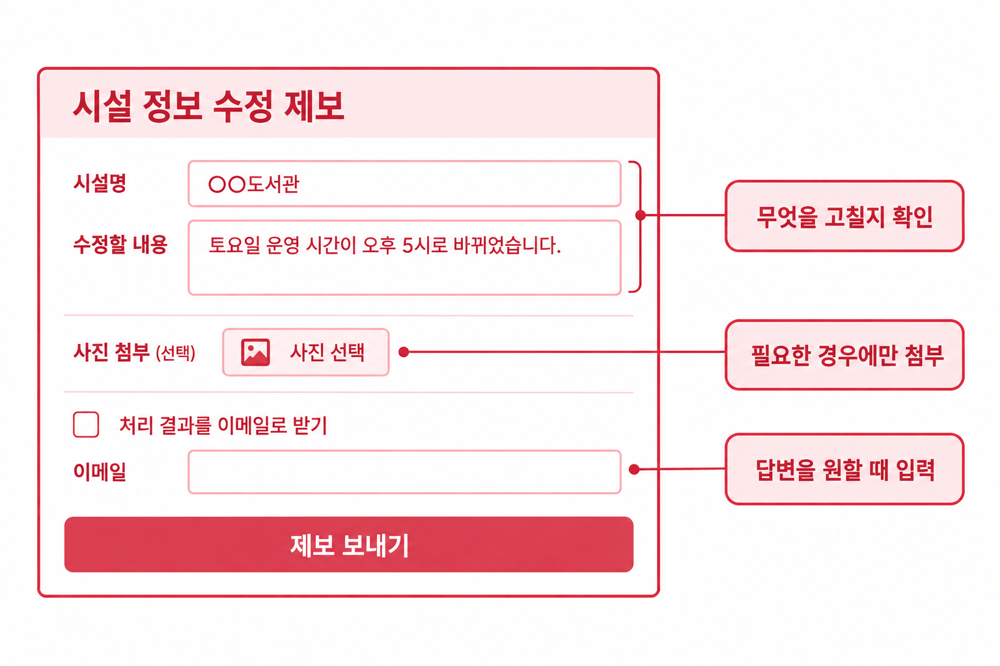 시설 정보 수정 제보
시설명
○○도서관
수정할 내용
토요일 운영 시간이 오후 5시로 바뀌었습니다.
무엇을 고칠지 확인
사진 첨부 (선택)
사진 선택
필요한 경우에만 첨부
처리 결과를 이메일로 받기
이메일
답변을 원할 때 입력
제보 보내기